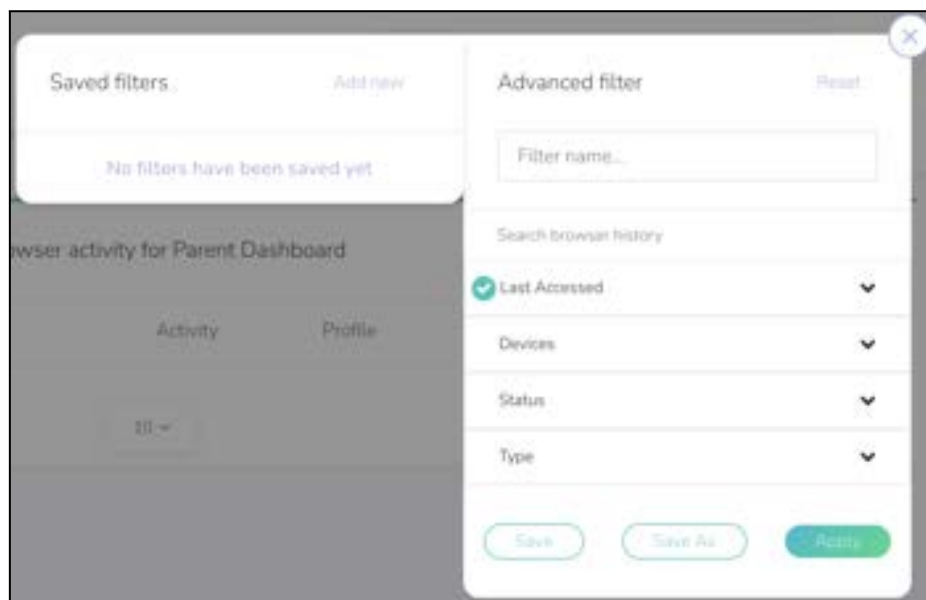 Saved filters
Add new
No filters have been saved yet
Advanced filter
Reset
Filter name...
Search browser history
Last Accessed
Devices
Status
Type
Save
Save As
Apply
wser activity for Parent Dashboard
Activity
Profile
10